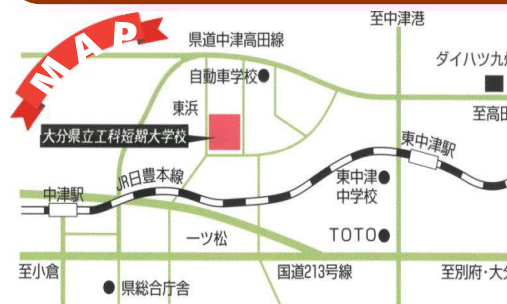 MAP
至中津港
県道中津高田線
ダイハツ九州
自動車学校
至高田
東浜
大分県立工科短期大学校
東中津駅
JR日豊本線
東中津
中学校
中津駅
一ツ松
TOTO
至小倉
国道213号線
至別府・大分
県総合庁舎